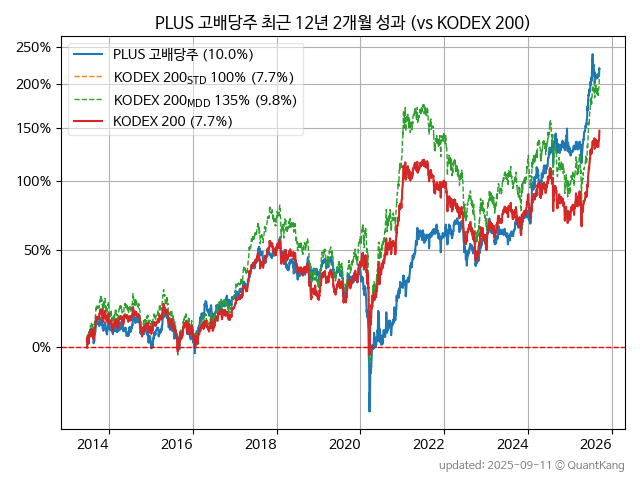 PLUS 고배당주 최근 12년 2개월 성과 (vs KODEX 200)
250%
200%
150%
100%
50%
0%
PLUS 고배당주 (10.0%)
KODEX 200STD 100% (7.7%)
KODEX 200MDD 135% (9.8%)
KODEX 200 (7.7%)
2014 2016 2018 2020 2022 2024 2026
updated: 2025-09-11 © QuantKang